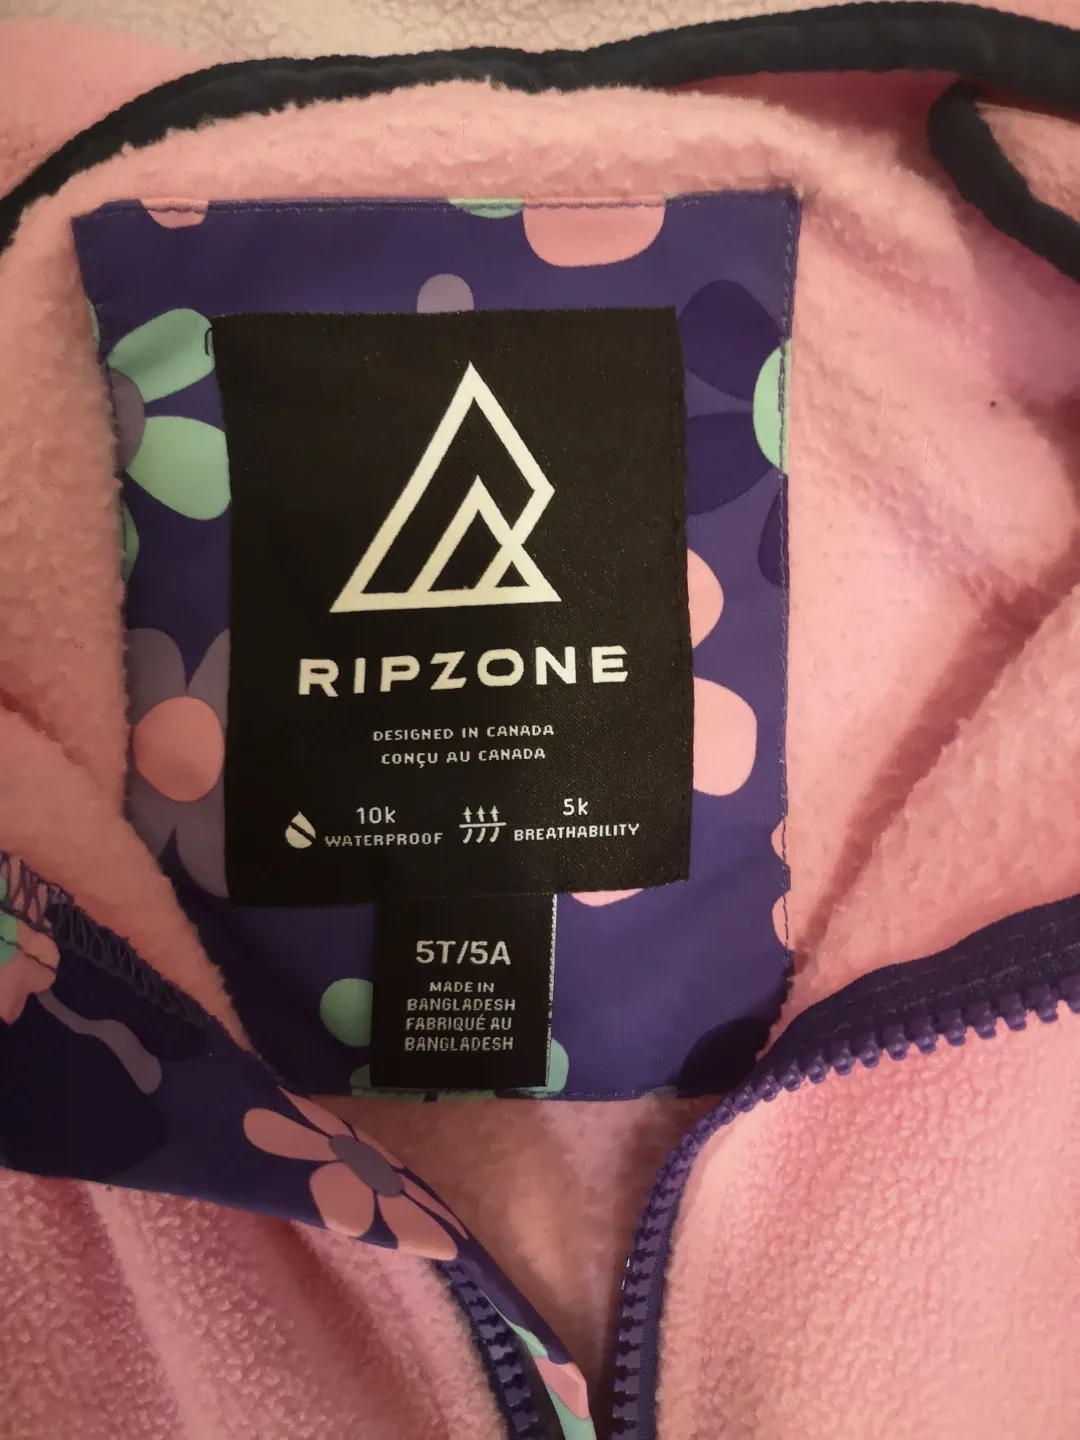 RIPZONE
DESIGNED IN CANADA
CONÇU AU CANADA
10k
WATERPROOF
5k
BREATHABILITY
5T/5A
MADE IN
BANGLADESH
FABRIQUÉ AU
BANGLADESH